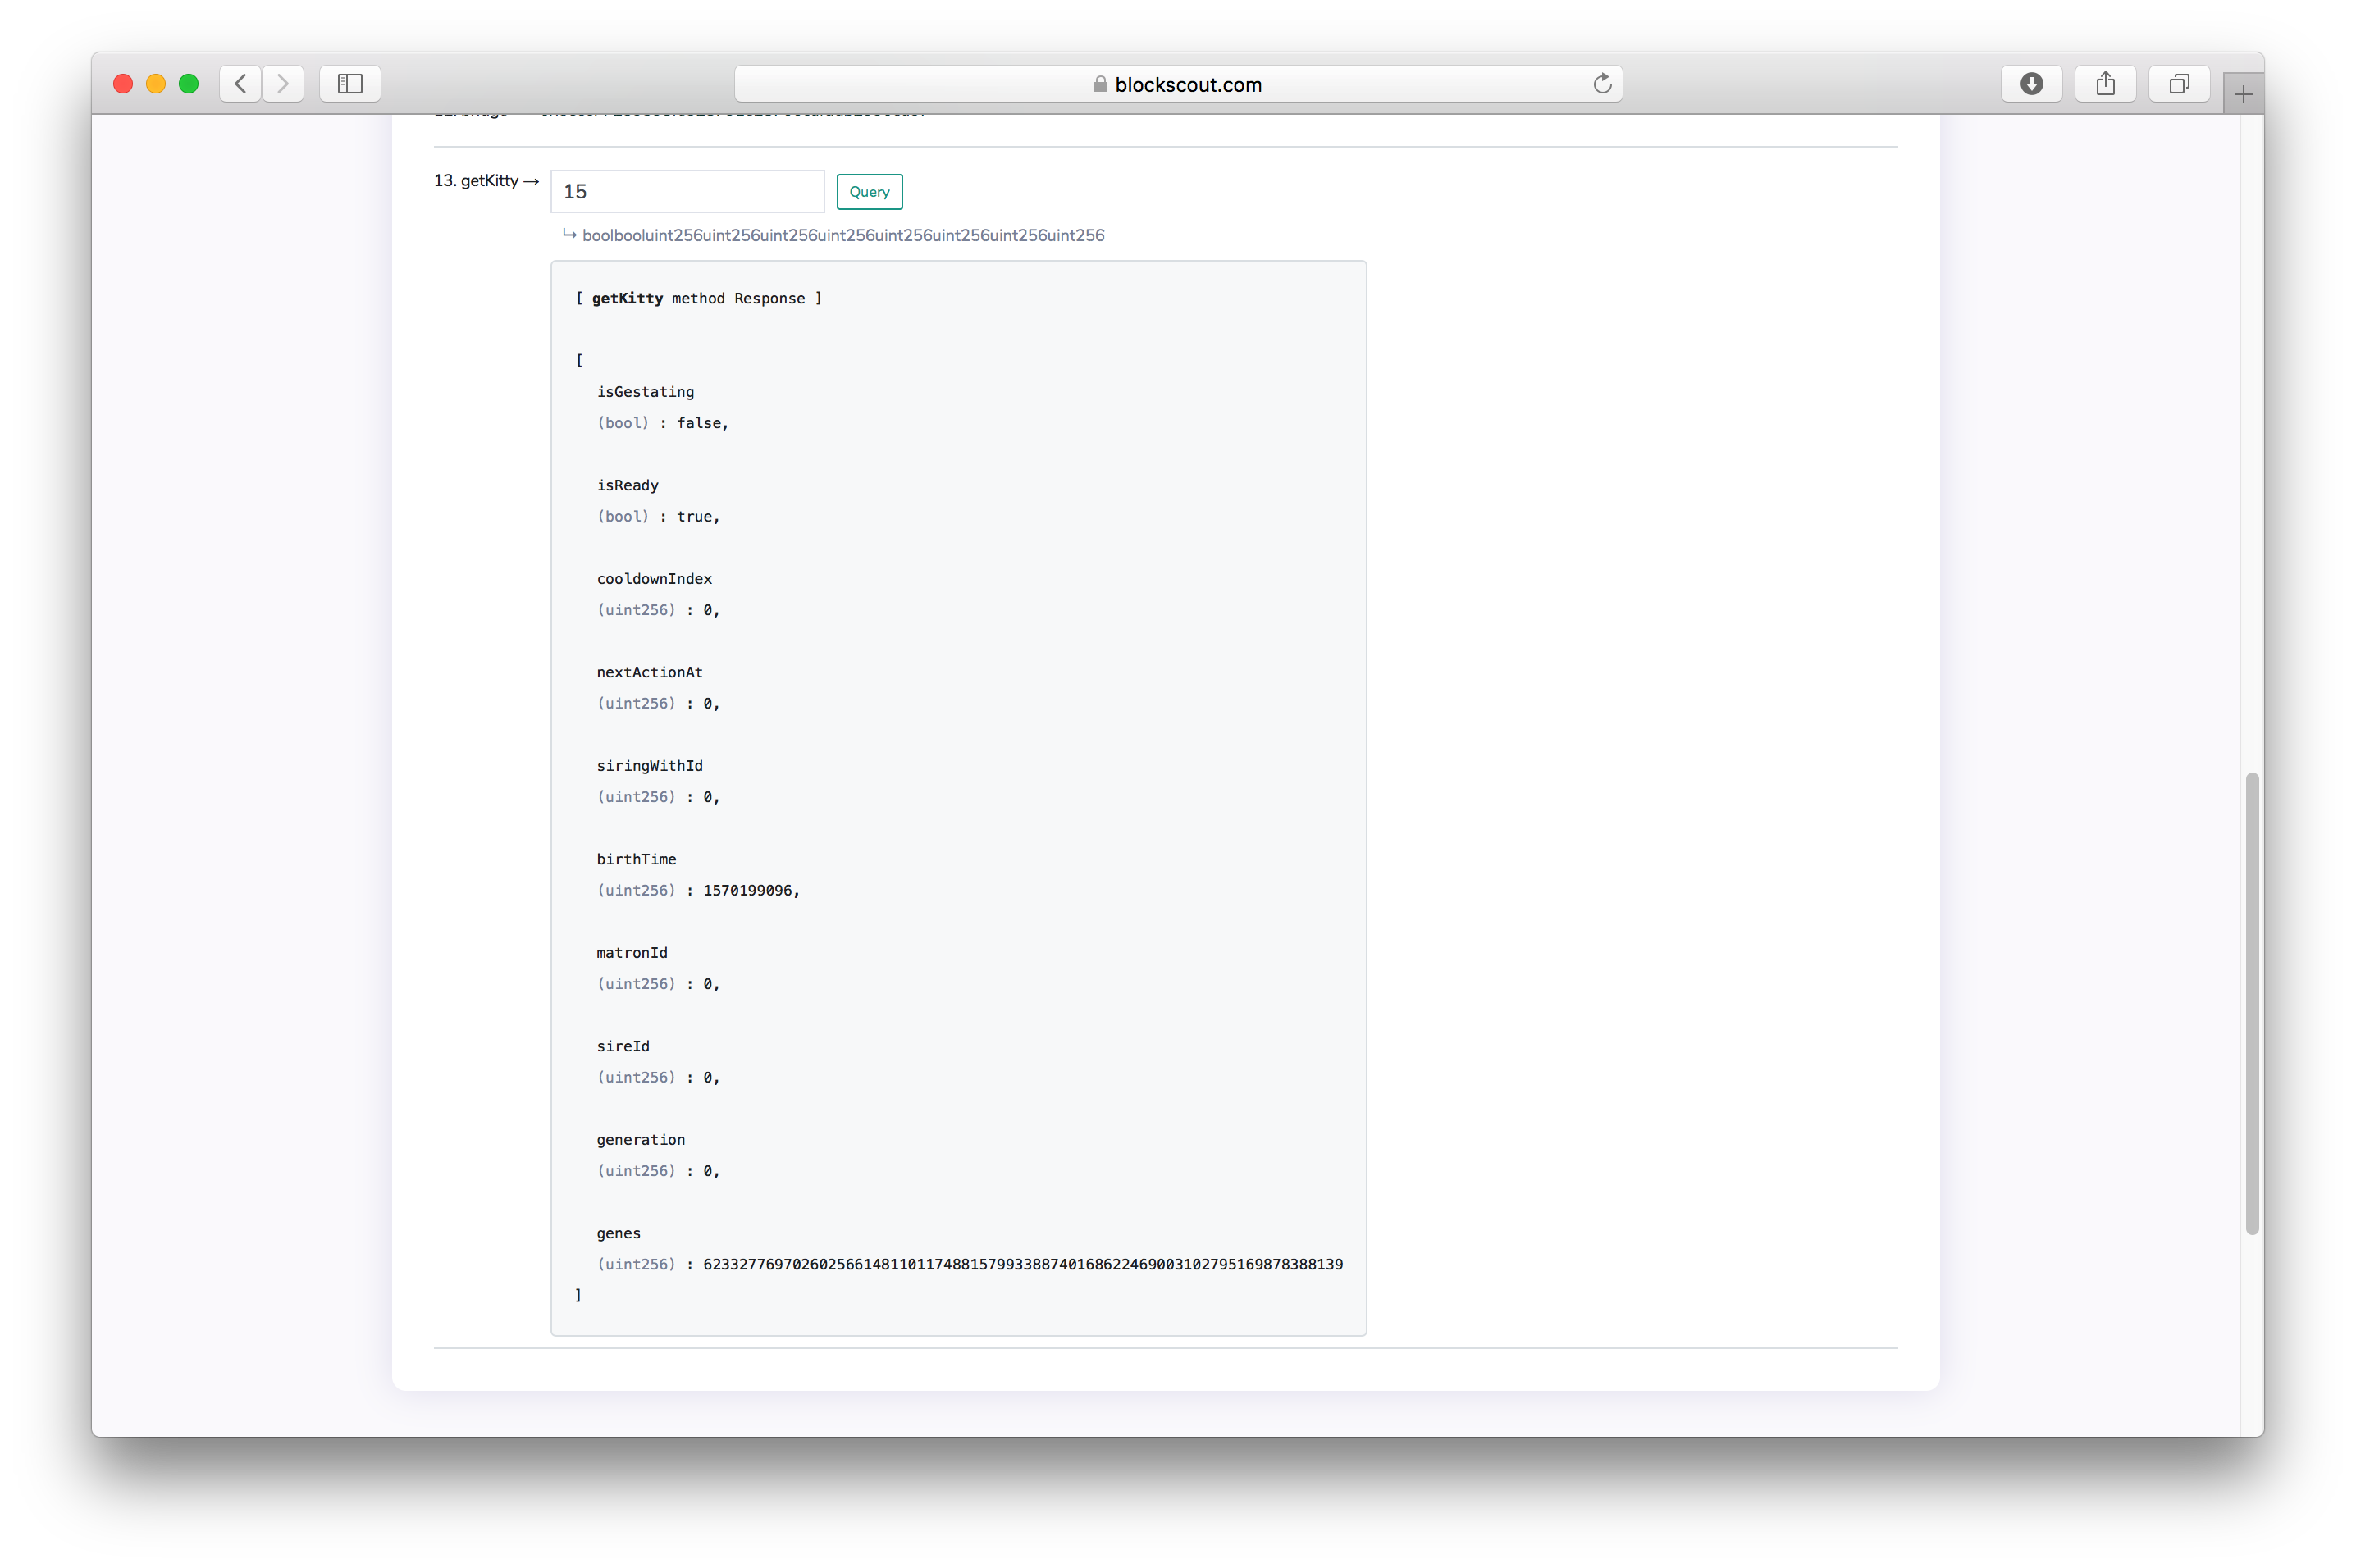 blockscout.com
13. getKitty → 15 Query
↳ boolbooluint256uint256uint256uint256uint256uint256uint256uint256
[ getKitty method Response ]
[
isGestating
(bool) : false,
isReady
(bool) : true,
cooldownIndex
(uint256) : 0,
nextActionAt
(uint256) : 0,
siringWithId
(uint256) : 0,
birthTime
(uint256) : 1570199096,
matronId
(uint256) : 0,
sireId
(uint256) : 0,
generation
(uint256) : 0,
genes
(uint256) : 623327769702602566148110117488157993388740168622469003102795169878388139
]